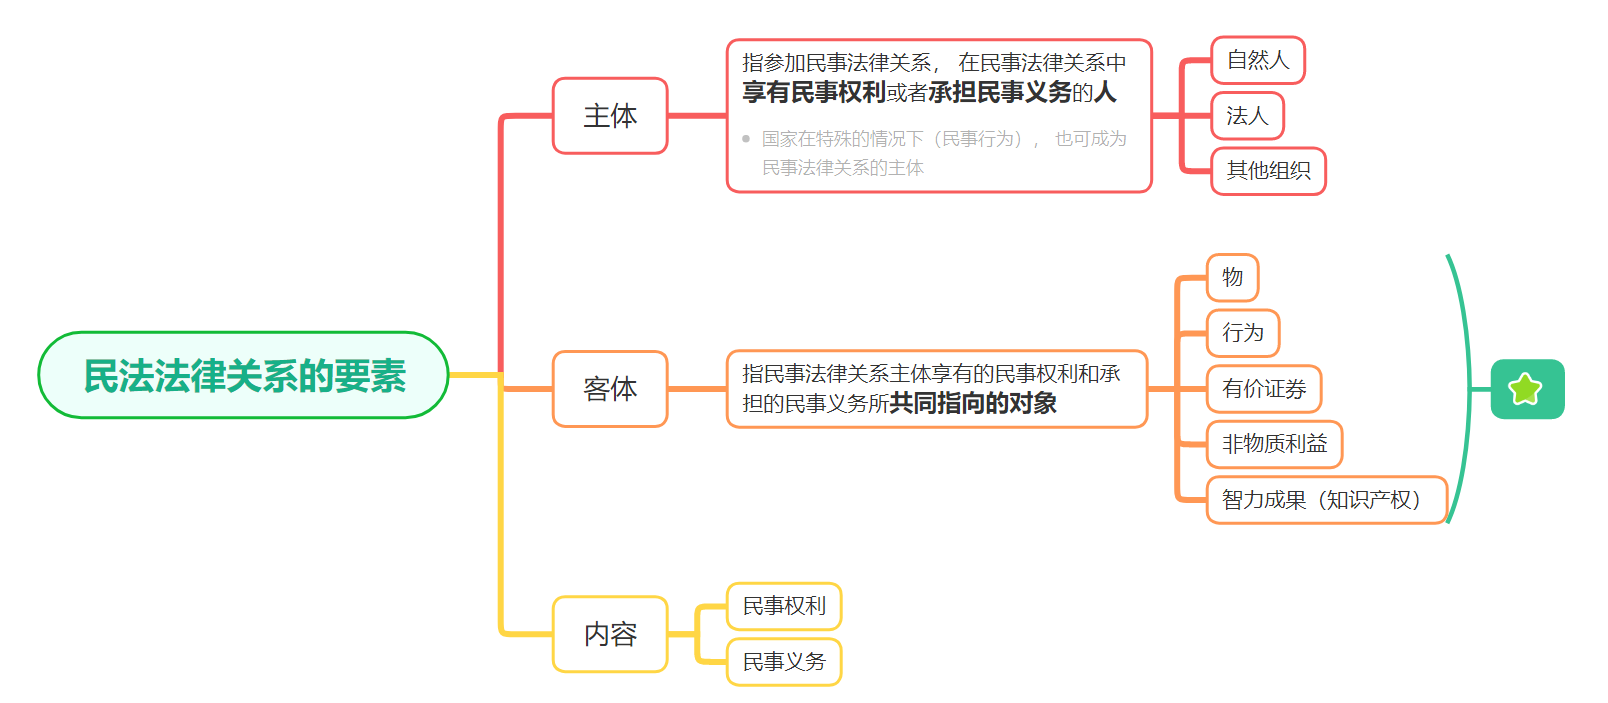 民法法律关系的要素
主体
指参加民事法律关系， 在民事法律关系中
享有民事权利或者承担民事义务的人
国家在特殊的情况下（民事行为）， 也可成为
民事法律关系的主体
自然人
法人
其他组织
客体
指民事法律关系主体享有的民事权利和承
担的民事义务所共同指向的对象
物
行为
有价证券
非物质利益
智力成果（知识产权）
内容
民事权利
民事义务